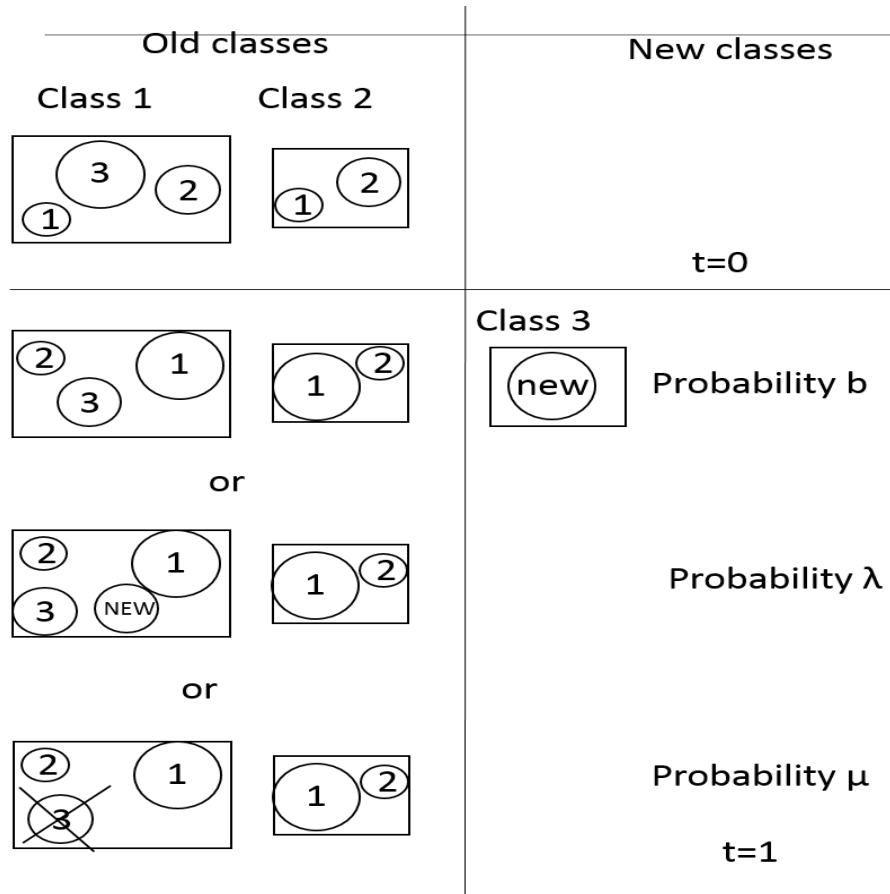 Old classes
New classes
Class 1 Class 2
3
2
1
2
1
t=0
Class 3
2
1
3
1
2
new
Probability b
or
2
1
3
NEW
1
2
Probability λ
or
2
1
3
1
2
Probability μ
t=1